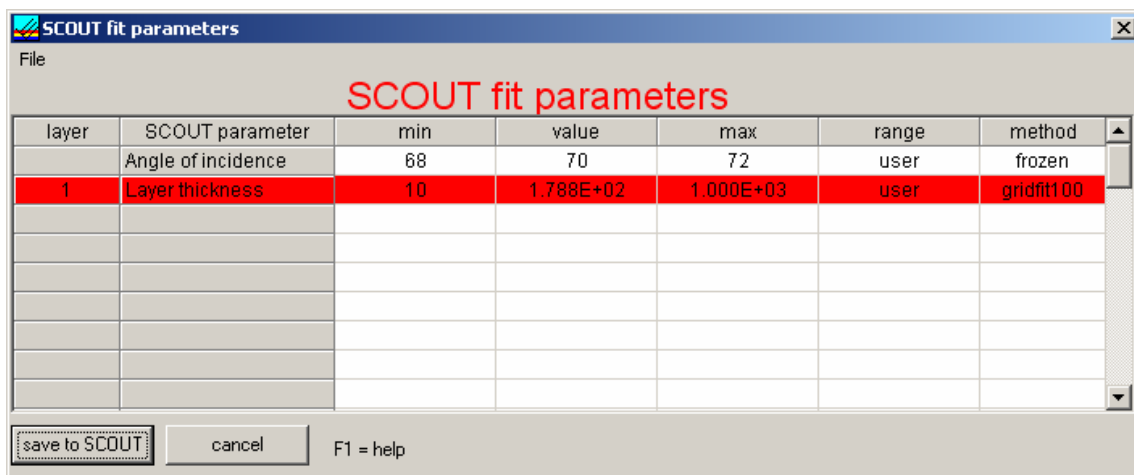 SCOUT fit parameters
File
SCOUT fit parameters
layer SCOUT parameter min value max range method
Angle of incidence 68 70 72 user frozen
1 Layer thickness 10 1.788E+02 1.000E+03 user gridfit100
save to SCOUT cancel F1 = help